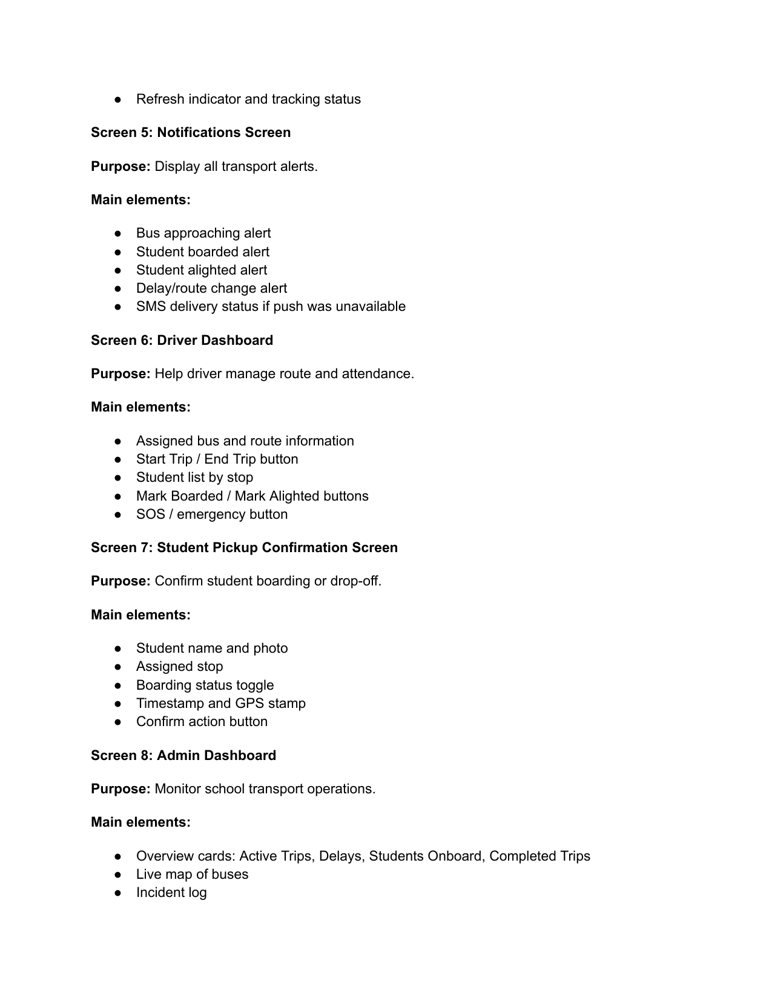 ● Refresh indicator and tracking status
Screen 5: Notifications Screen
Purpose: Display all transport alerts.
Main elements:
● Bus approaching alert
● Student boarded alert
● Student alighted alert
● Delay/route change alert
● SMS delivery status if push was unavailable
Screen 6: Driver Dashboard
Purpose: Help driver manage route and attendance.
Main elements:
● Assigned bus and route information
● Start Trip / End Trip button
● Student list by stop
● Mark Boarded / Mark Alighted buttons
● SOS / emergency button
Screen 7: Student Pickup Confirmation Screen
Purpose: Confirm student boarding or drop-off.
Main elements:
● Student name and photo
● Assigned stop
● Boarding status toggle
● Timestamp and GPS stamp
● Confirm action button
Screen 8: Admin Dashboard
Purpose: Monitor school transport operations.
Main elements:
● Overview cards: Active Trips, Delays, Students Onboard, Completed Trips
● Live map of buses
● Incident log